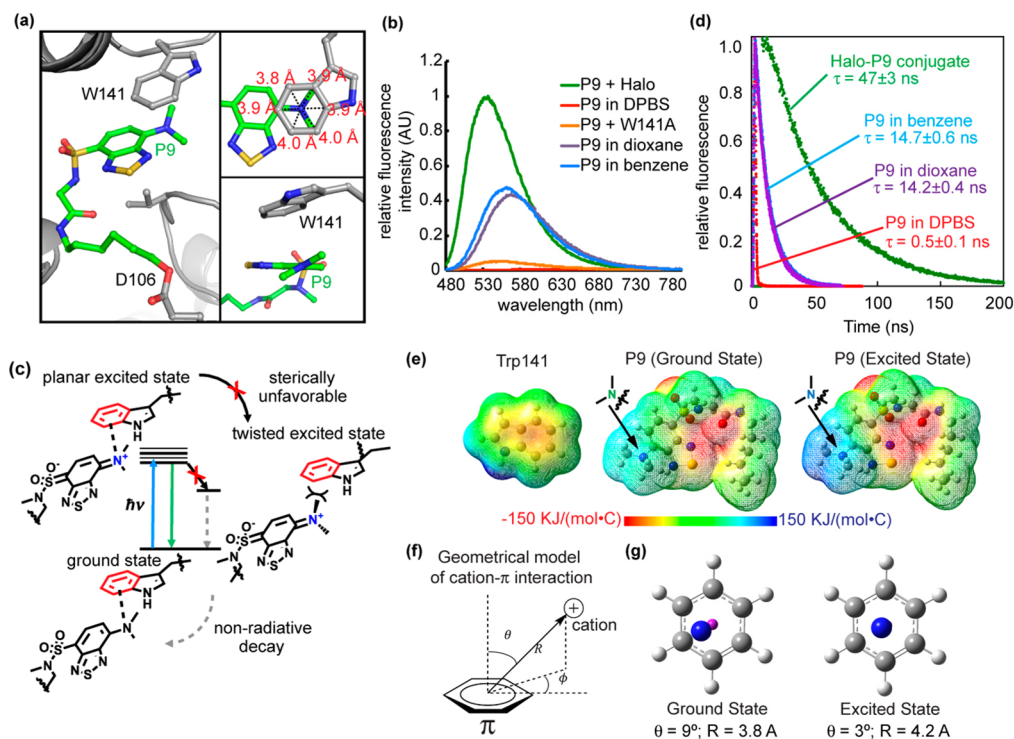 (a)
W141
P9
D106
3.8 Å
3.9 Å
3.9 Å
3.9 Å
4.0 Å
4.0 Å
W141
P9
(b)
relative fluorescence
intensity (AU)
1.2
1
0.8
0.6
0.4
0.2
0
480 530 580 630 680 730 780
wavelength (nm)
P9 + Halo
P9 in DPBS
P9 + W141A
P9 in dioxane
P9 in benzene
(d)
relative fluorescence
1.0
0.8
0.6
0.4
0.2
0
0 50 100 150 200
Time (ns)
Halo-P9 conjugate
τ = 47±3 ns
P9 in benzene
τ = 14.7±0.6 ns
P9 in dioxane
τ = 14.2±0.4 ns
P9 in DPBS
τ = 0.5±0.1 ns
(c)
planar excited state
sterically
unfavorable
twisted excited state
N
H
O
O-
S
N
N+
N
S
N
ħν
N
H
O-
O
S
N
N+
N
S
N
ground state
N
H
O
O
S
N
N
N
S
N
non-radiative
decay
(e)
Trp141
P9 (Ground State)
P9 (Excited State)
N
N
-150 KJ/(mol•C)
150 KJ/(mol•C)
(f)
Geometrical model
of cation-π interaction
+
cation
θ
R
ϕ
π
(g)
Ground State
θ = 9º; R = 3.8 A
Excited State
θ = 3º; R = 4.2 A